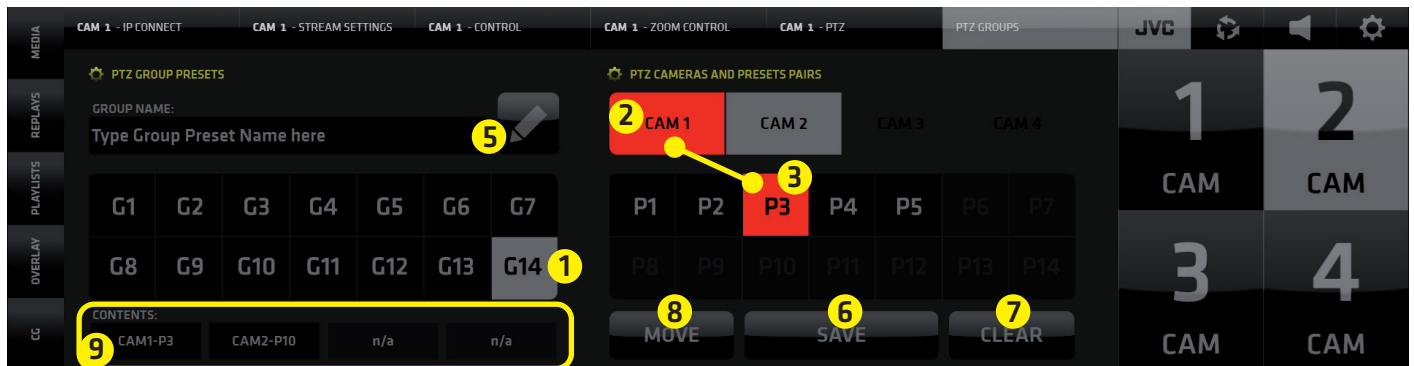 MEDIA
REPLAYS
PLAYLISTS
OVERLAY
CG
CAM 1 - IP CONNECT
CAM 1 - STREAM SETTINGS
CAM 1 - CONTROL
CAM 1 - ZOOM CONTROL
CAM 1 - PTZ
PTZ GROUPS
JVC
PTZ GROUP PRESETS
GROUP NAME:
Type Group Preset Name here
5
G1 G2 G3 G4 G5 G6 G7
G8 G9 G10 G11 G12 G13 G14 1
CONTENTS:
9 CAM1-P3 CAM2-P10 n/a n/a
PTZ CAMERAS AND PRESETS PAIRS
2 CAM 1 CAM 2 CAM 3 CAM 4
3
P1 P2 P3 P4 P5 P6 P7
P8 P9 P10 P11 P12 P13 P14
8 6 7
MOVE SAVE CLEAR
1 2
CAM CAM
3 4
CAM CAM